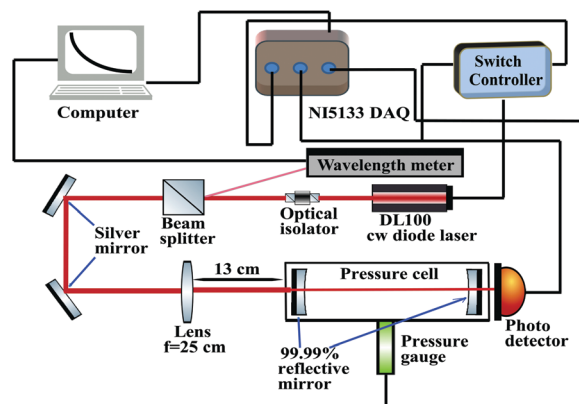 Switch
Controller
Computer
NI5133 DAQ
Wavelength meter
Beam
splitter
Optical
isolator
DL100
cw diode laser
Silver
mirror
13 cm
Pressure cell
Lens
f=25 cm
99.99%
reflective
mirror
Pressure
gauge
Photo
detector